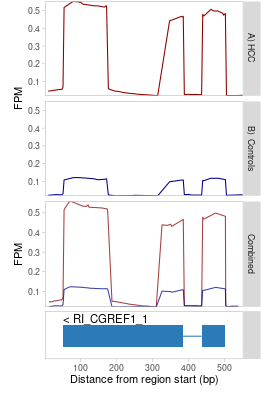 0.5
0.4
0.3
0.2
0.1
FPM
A) HCC
0.5
0.4
0.3
0.2
0.1
B) Controls
0.5
0.4
0.3
0.2
0.1
FPM
Combined
< RI_CGREF1_1
100
200
300
400
500
Distance from region start (bp)